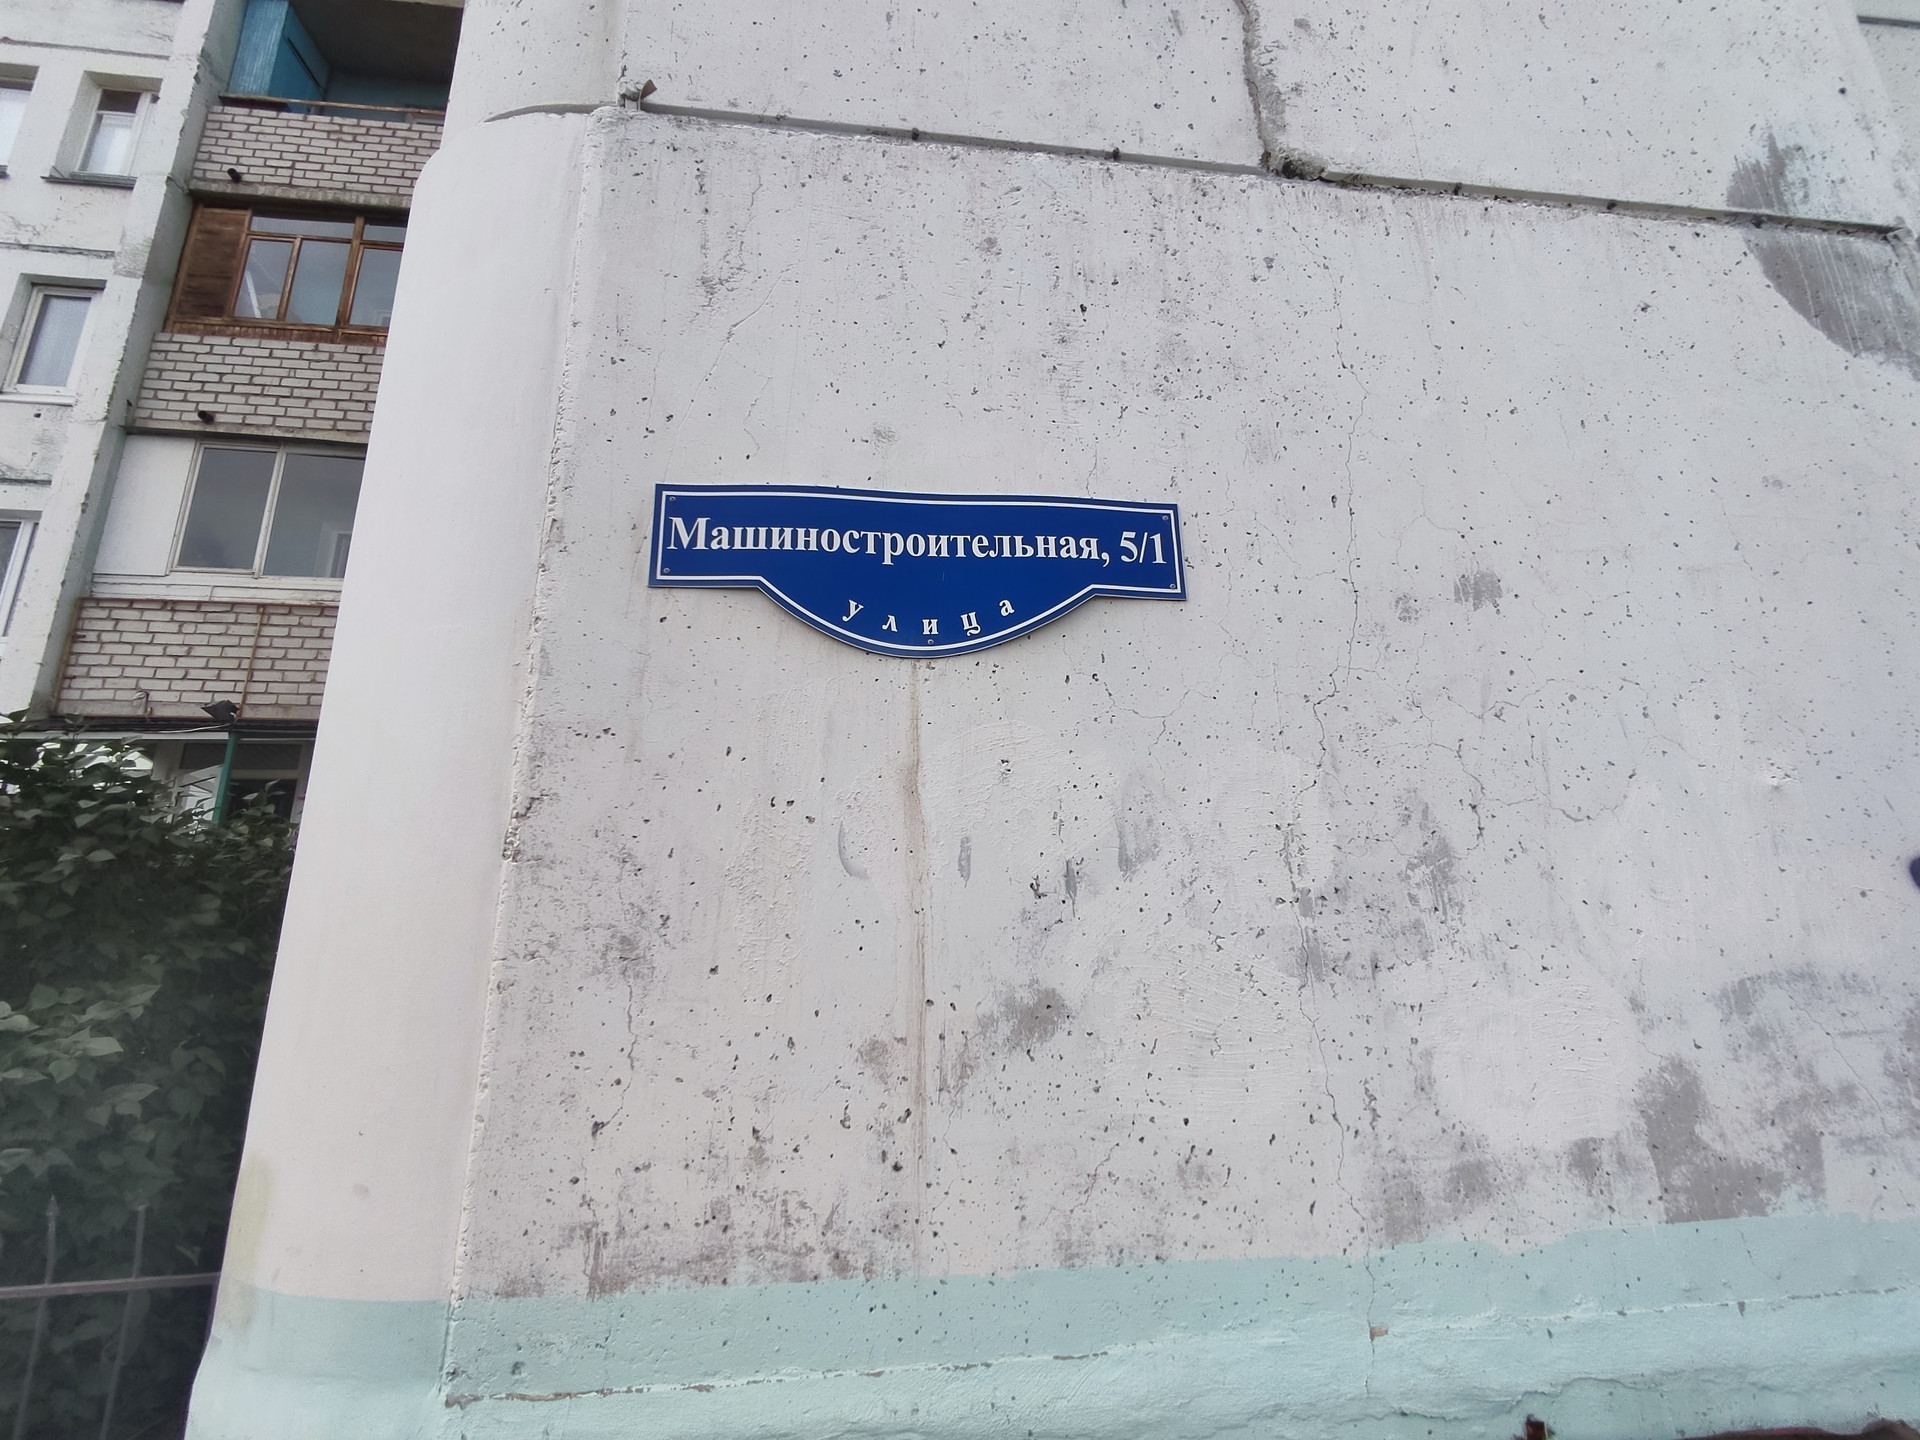 Машиностроительная, 5/1
улица